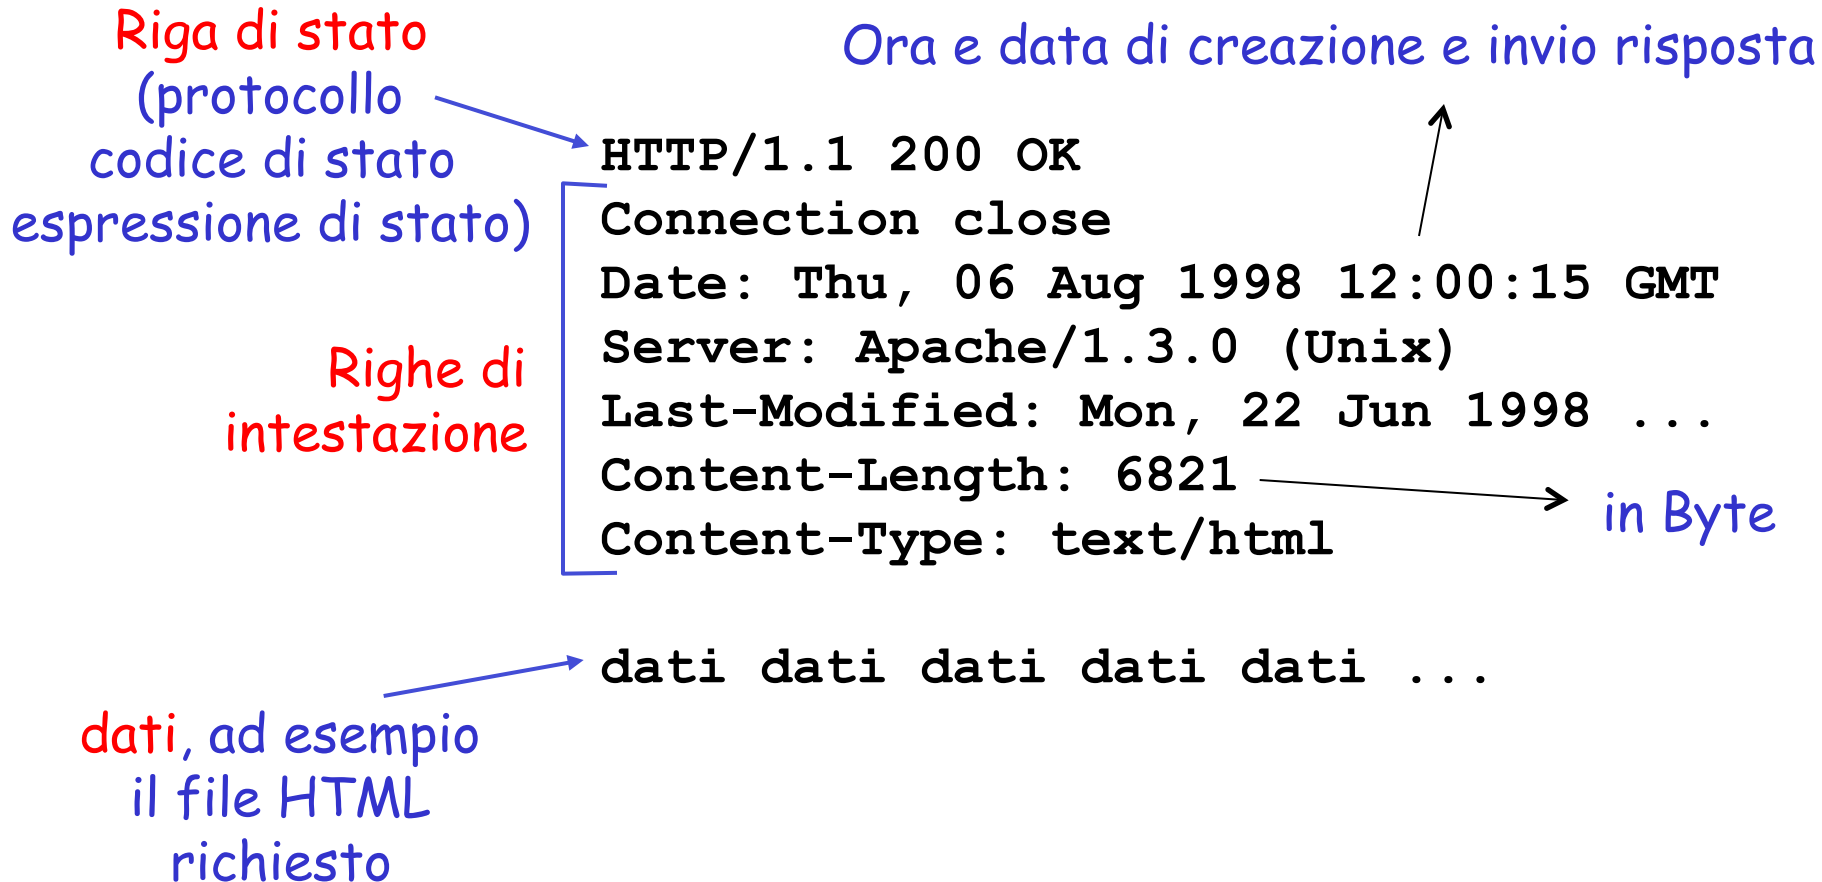 Riga di stato
(protocollo
codice di stato
espressione di stato)
Ora e data di creazione e invio risposta
HTTP/1.1 200 OK
Connection close
Date: Thu, 06 Aug 1998 12:00:15 GMT
Server: Apache/1.3.0 (Unix)
Last-Modified: Mon, 22 Jun 1998 ...
Content-Length: 6821
Content-Type: text/html
Righe di
intestazione
in Byte
dati dati dati dati dati ...
dati, ad esempio
il file HTML
richiesto